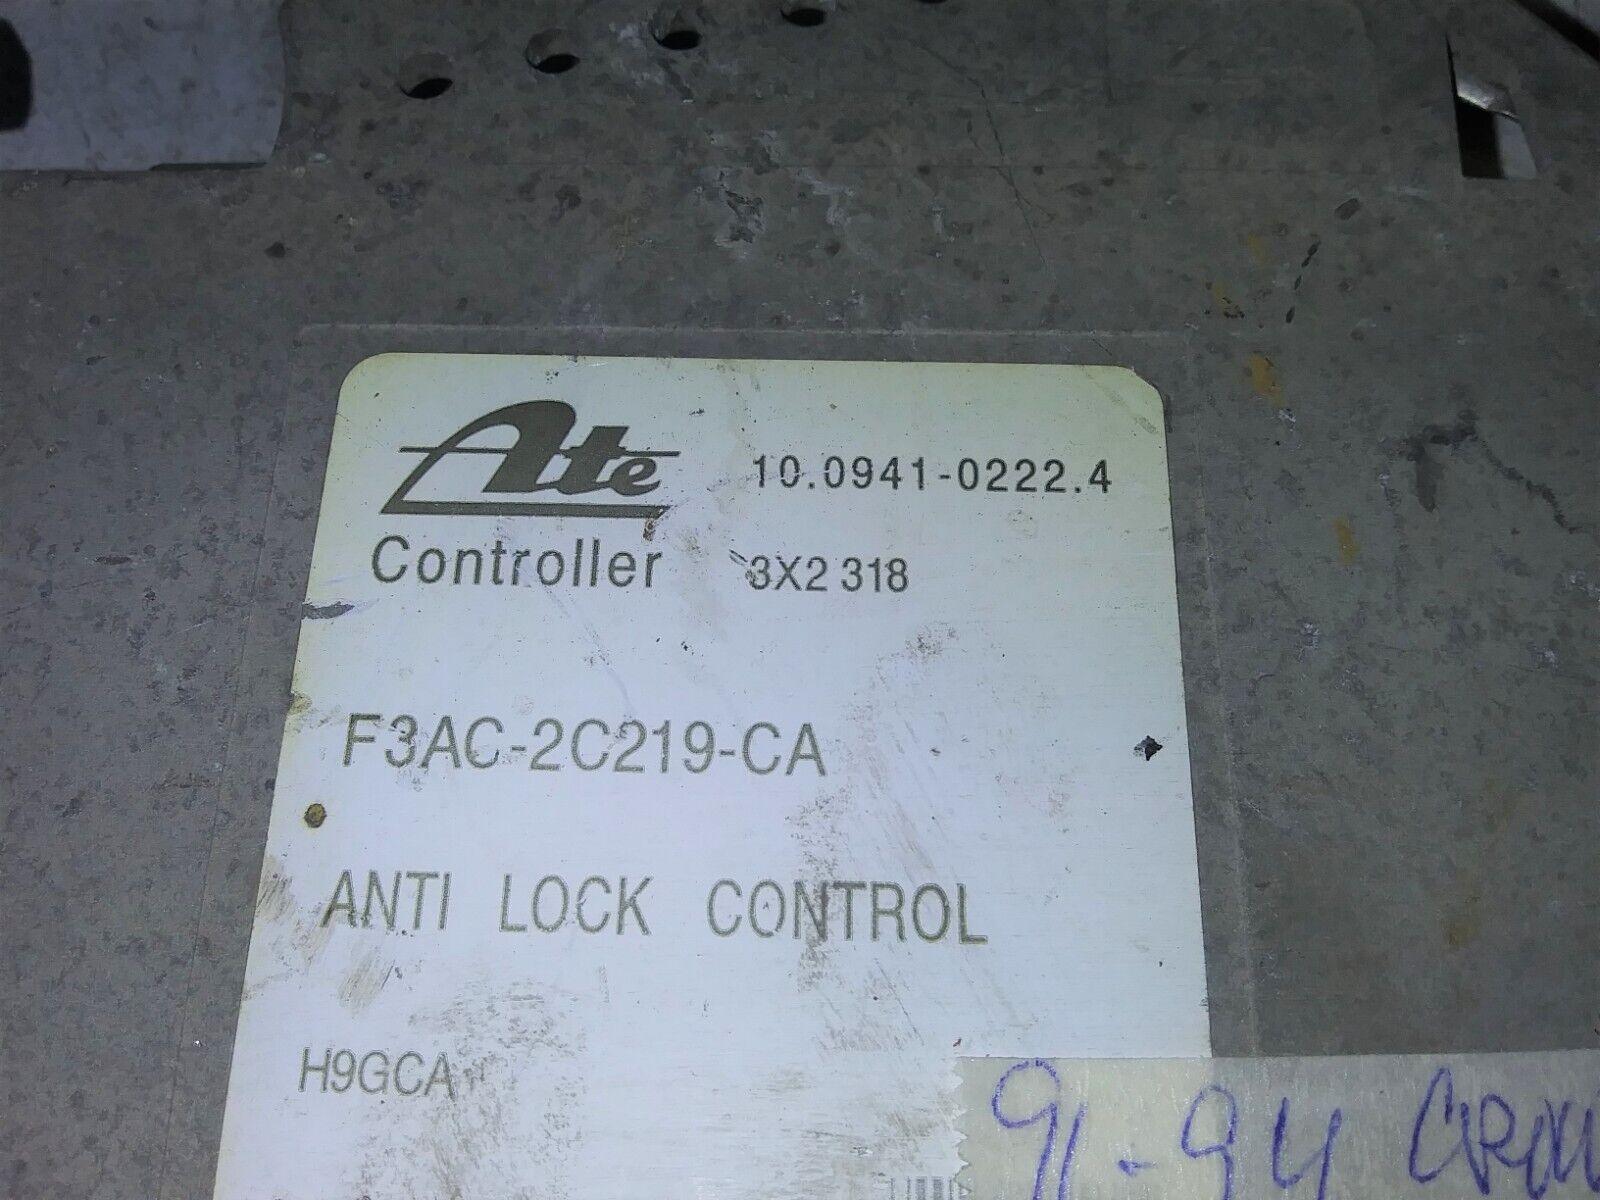 Ate 10.0941-0222.4
Controller 3X2 318
F3AC-2C219-CA
ANTI LOCK CONTROL
H9GCA
91-94